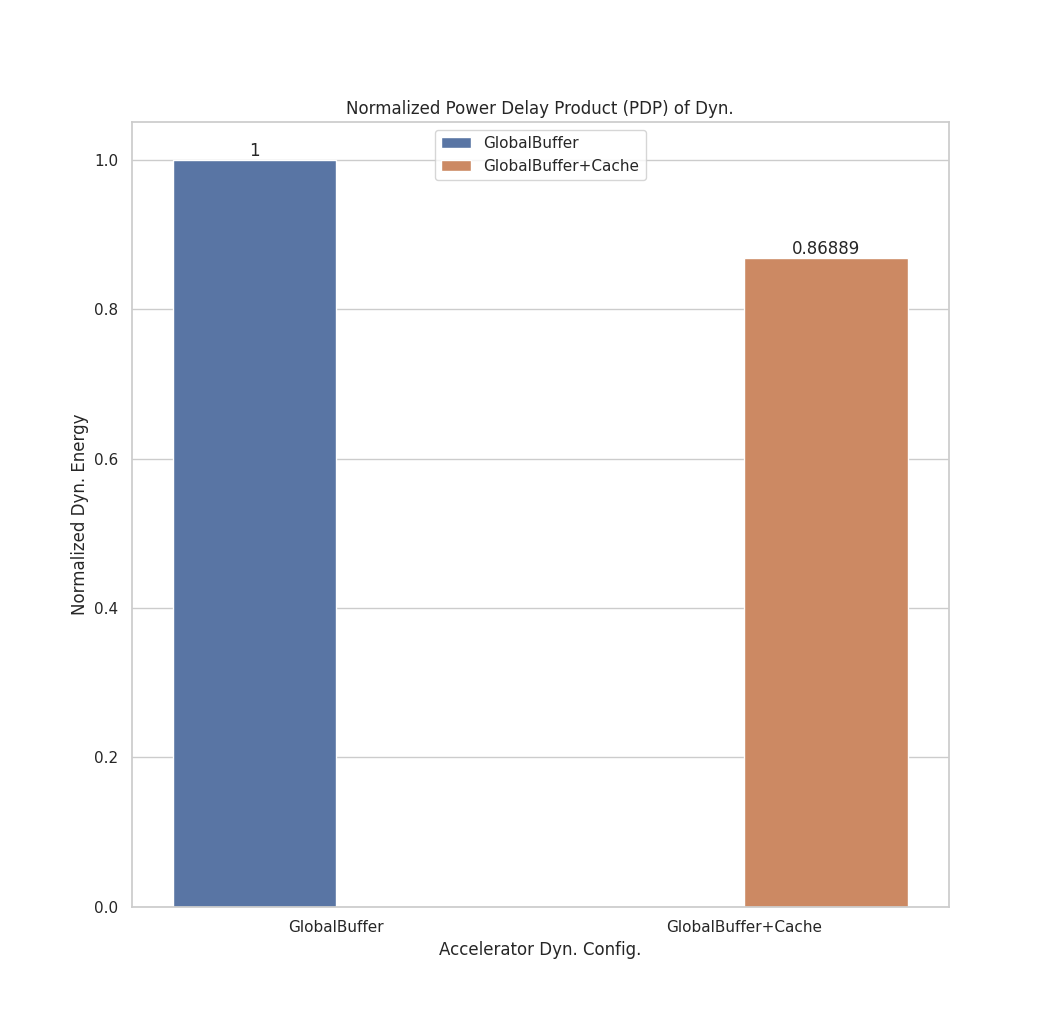 Normalized Power Delay Product (PDP) of Dyn.
GlobalBuffer
GlobalBuffer+Cache
1
0.86889
1.0
0.8
0.6
0.4
0.2
0.0
Normalized Dyn. Energy
GlobalBuffer
GlobalBuffer+Cache
Accelerator Dyn. Config.